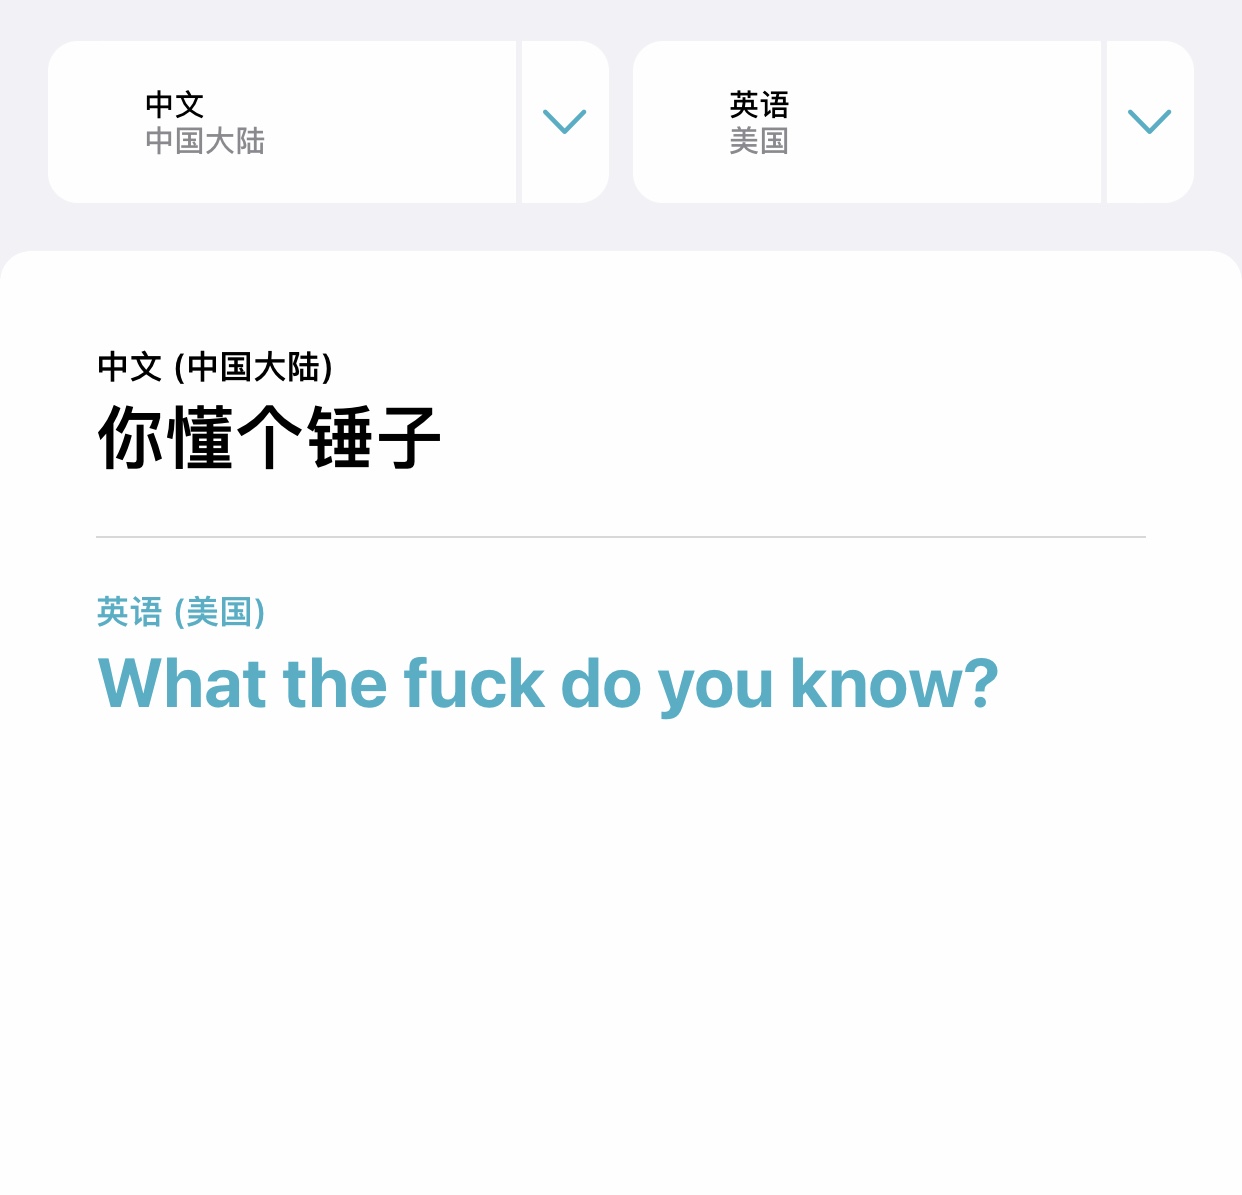 中文
中国大陆
英语
美国
中文 (中国大陆)
你懂个锤子
英语 (美国)
What the fuck do you know?